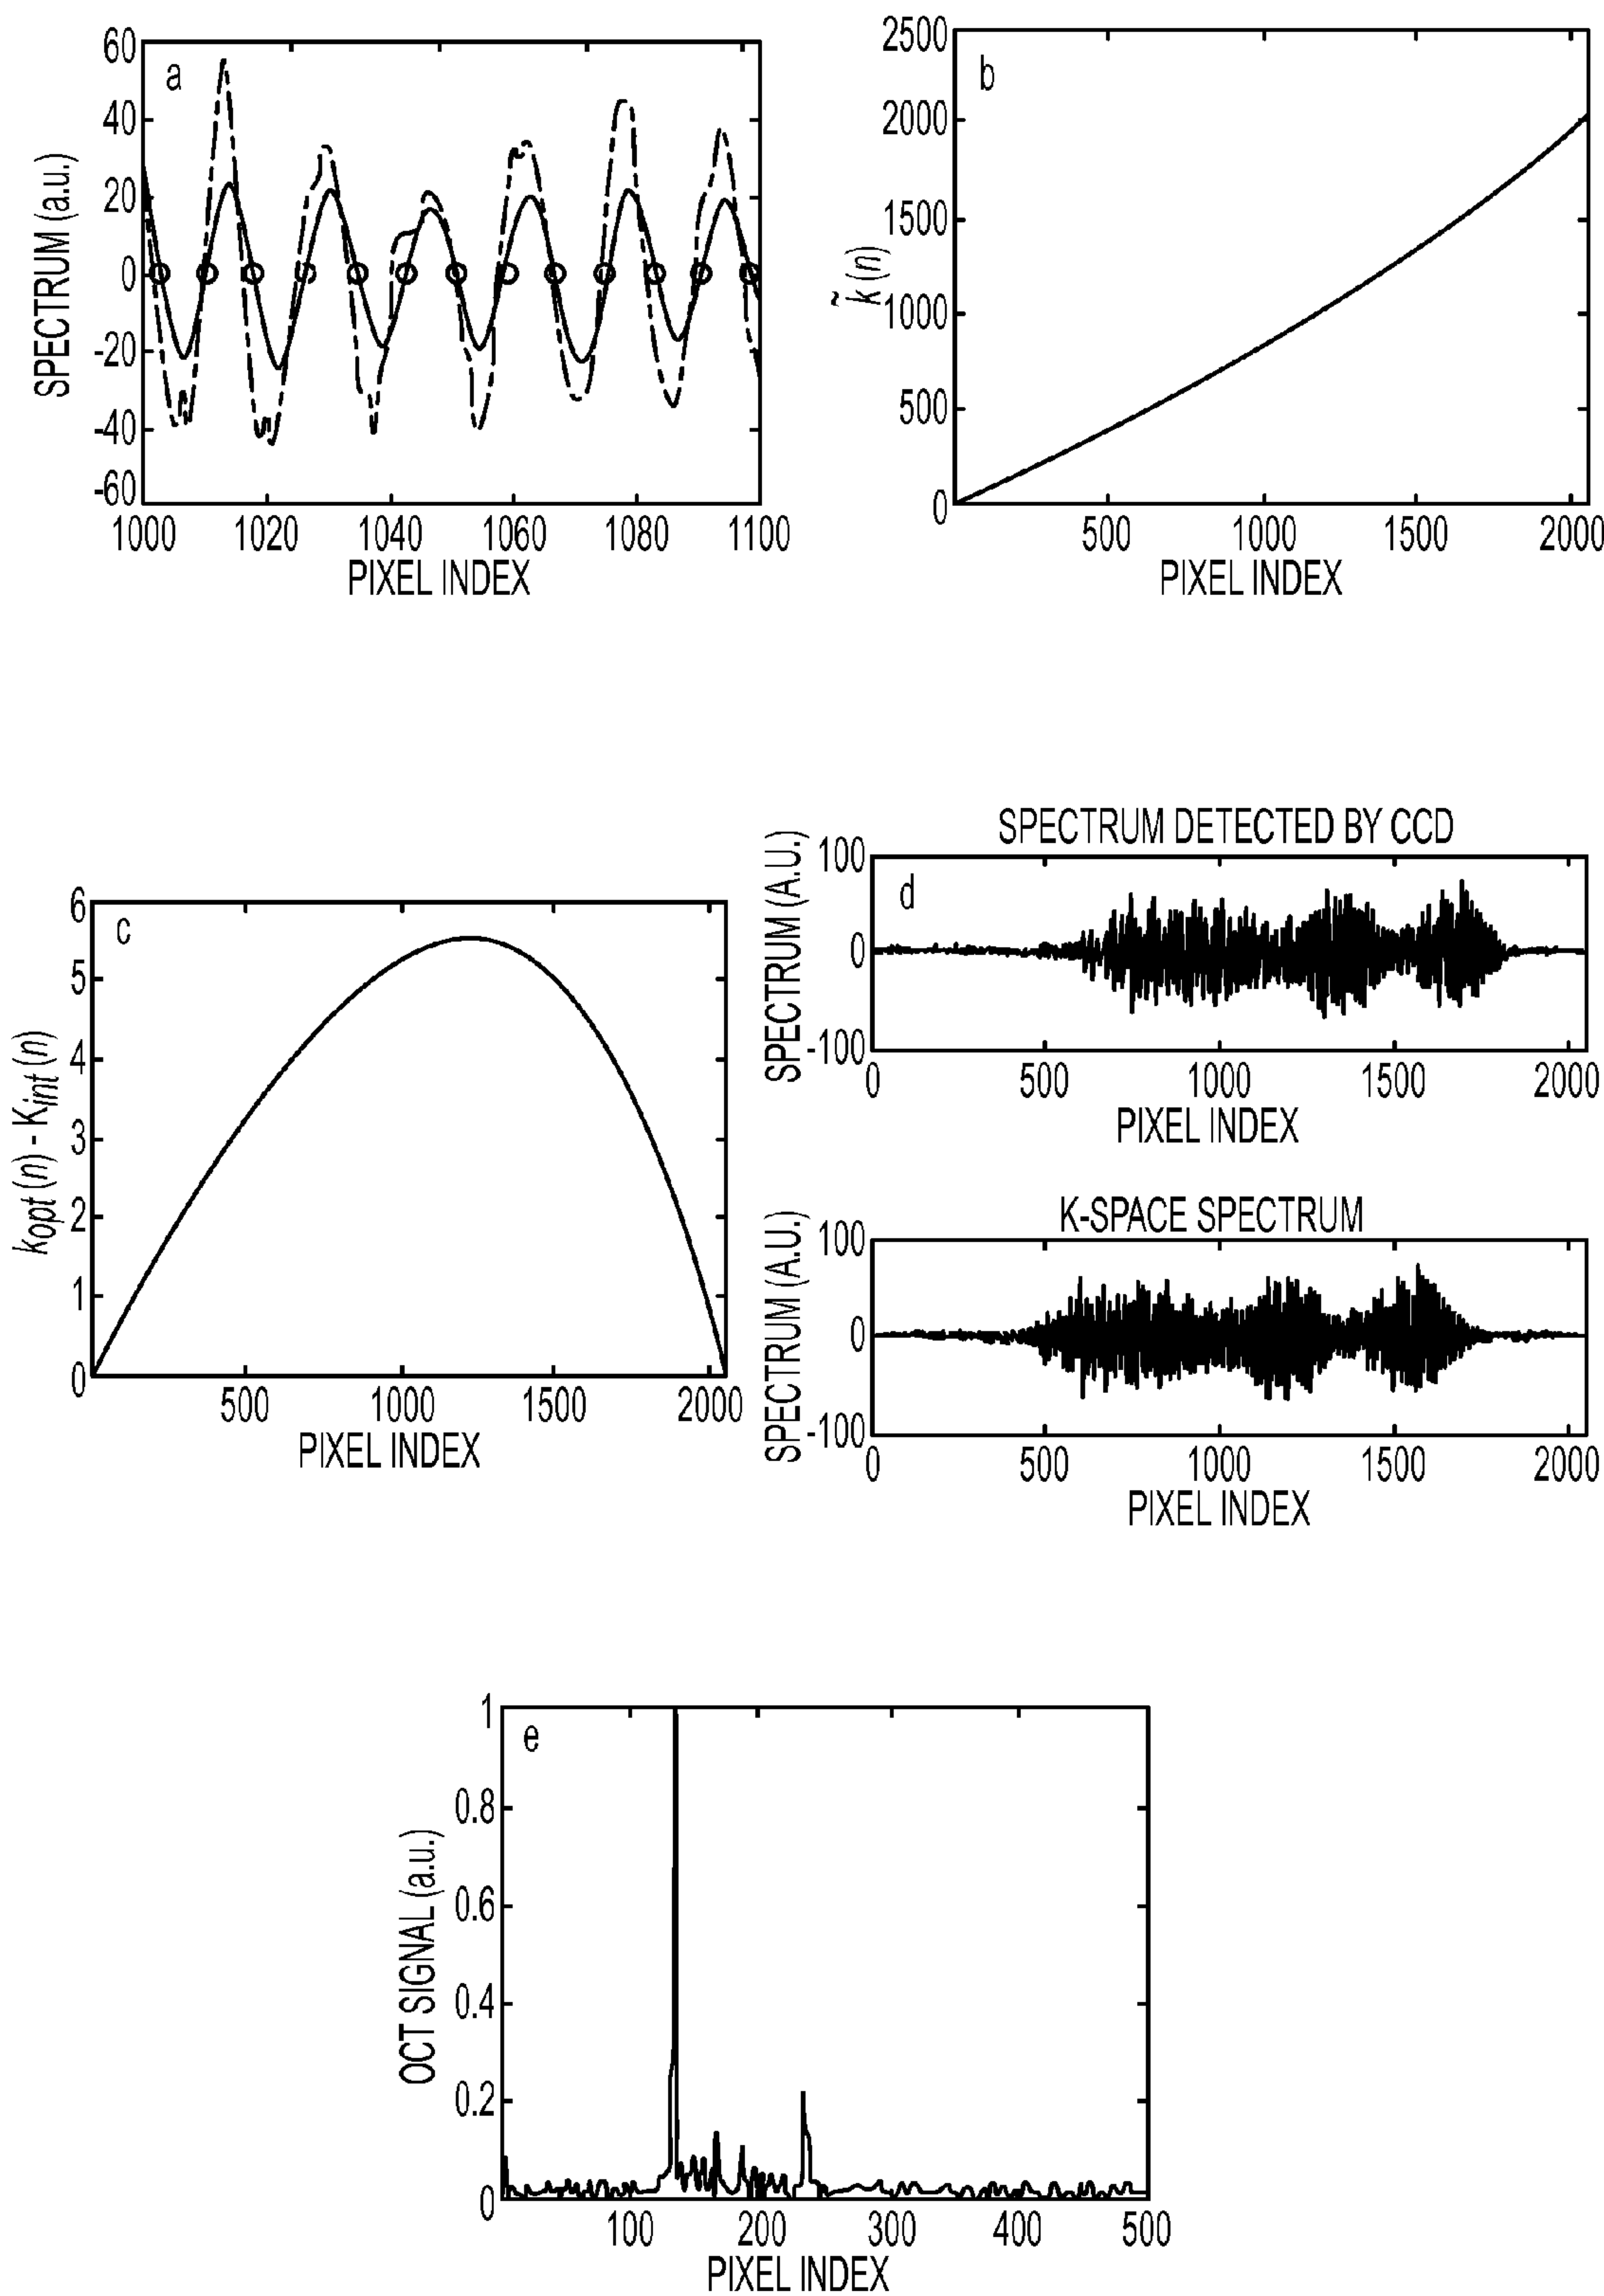 a
60
40
20
0
-20
-40
-60
SPECTRUM (a.u.)
1000 1020 1040 1060 1080 1100
PIXEL INDEX
b
2500
2000
1500
1000
500
0
k̃ (n)
500 1000 1500 2000
PIXEL INDEX
c
6
5
4
3
2
1
0
kopt (n) - Kint (n)
500 1000 1500 2000
PIXEL INDEX
SPECTRUM DETECTED BY CCD
d
100
0
-100
SPECTRUM (A.U.)
0 500 1000 1500 2000
PIXEL INDEX
K-SPACE SPECTRUM
100
0
-100
SPECTRUM (A.U.)
0 500 1000 1500 2000
PIXEL INDEX
e
1
0.8
0.6
0.4
0.2
0
OCT SIGNAL (a.u.)
100 200 300 400 500
PIXEL INDEX